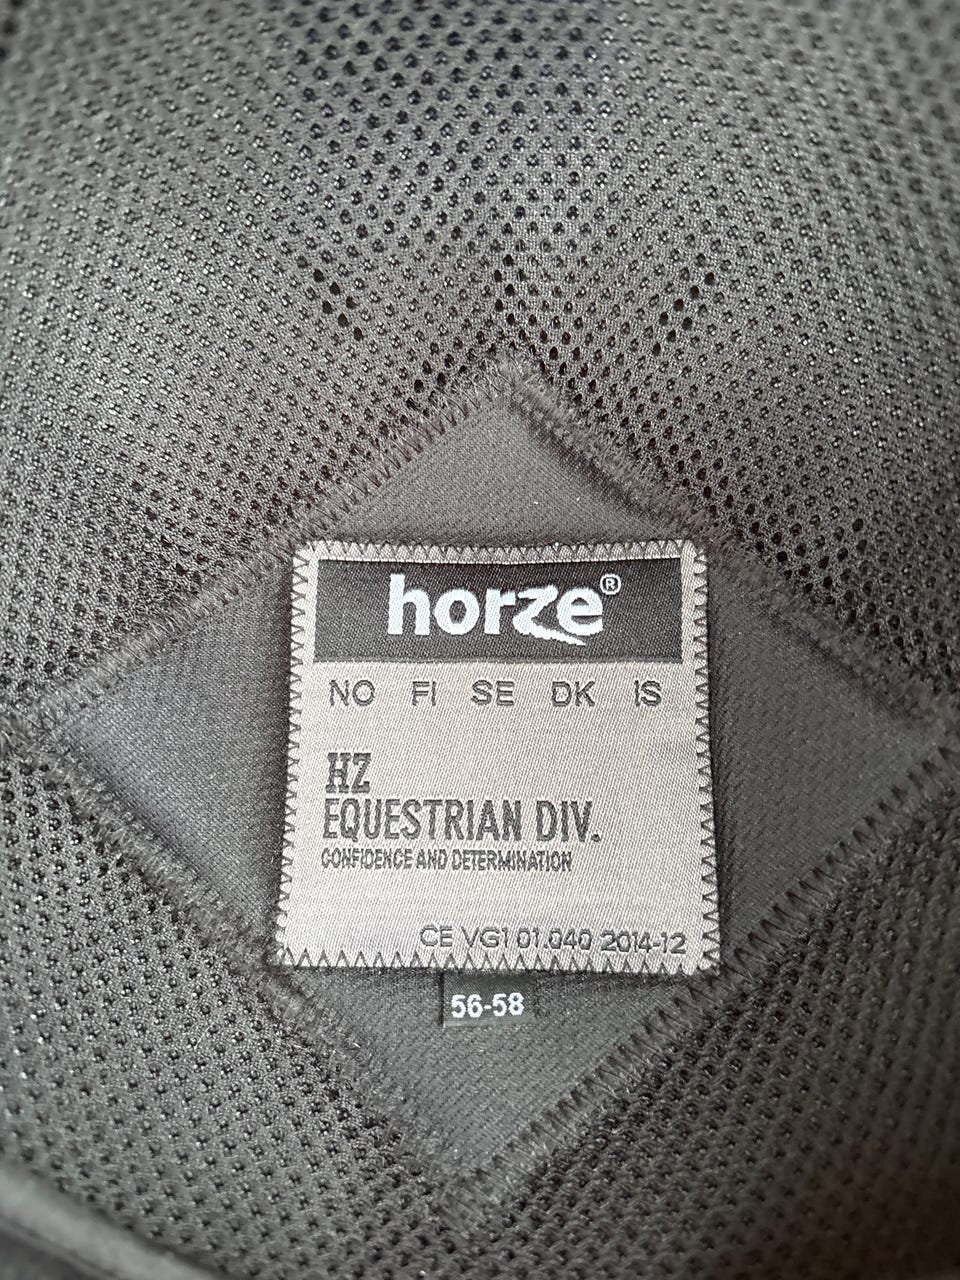 horze®
NO FI SE DK IS
HZ
EQUESTRIAN DIV.
CONFIDENCE AND DETERMINATION
CE VG1 01.040 2014-12
56-58